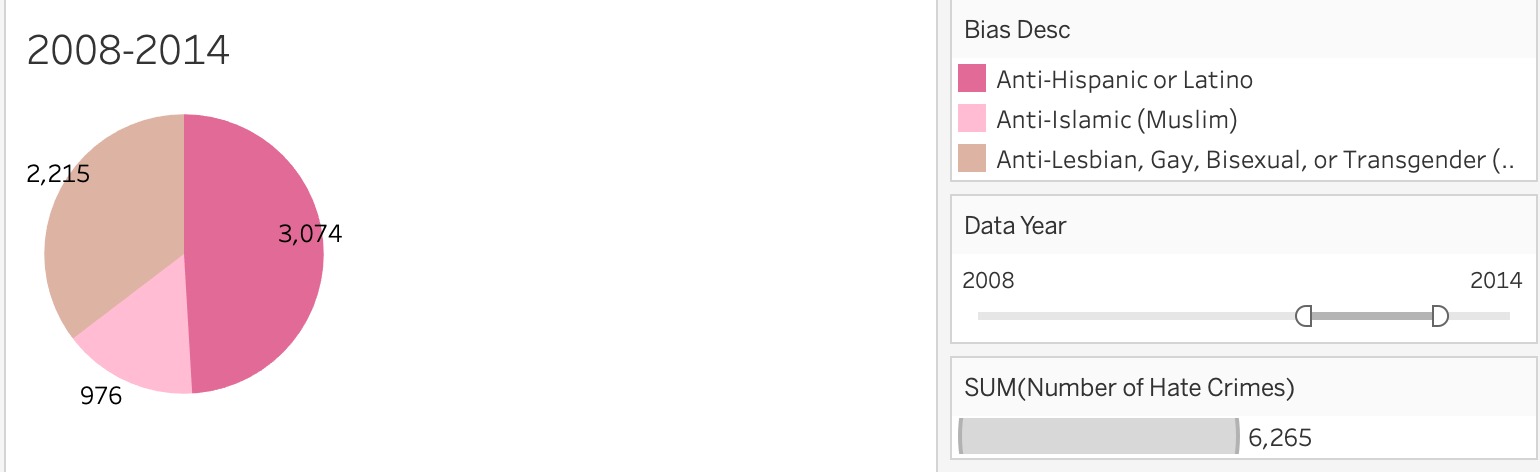 2008-2014
2,215
3,074
976
Bias Desc
Anti-Hispanic or Latino
Anti-Islamic (Muslim)
Anti-Lesbian, Gay, Bisexual, or Transgender (..
Data Year
2008 2014
SUM(Number of Hate Crimes)
6,265